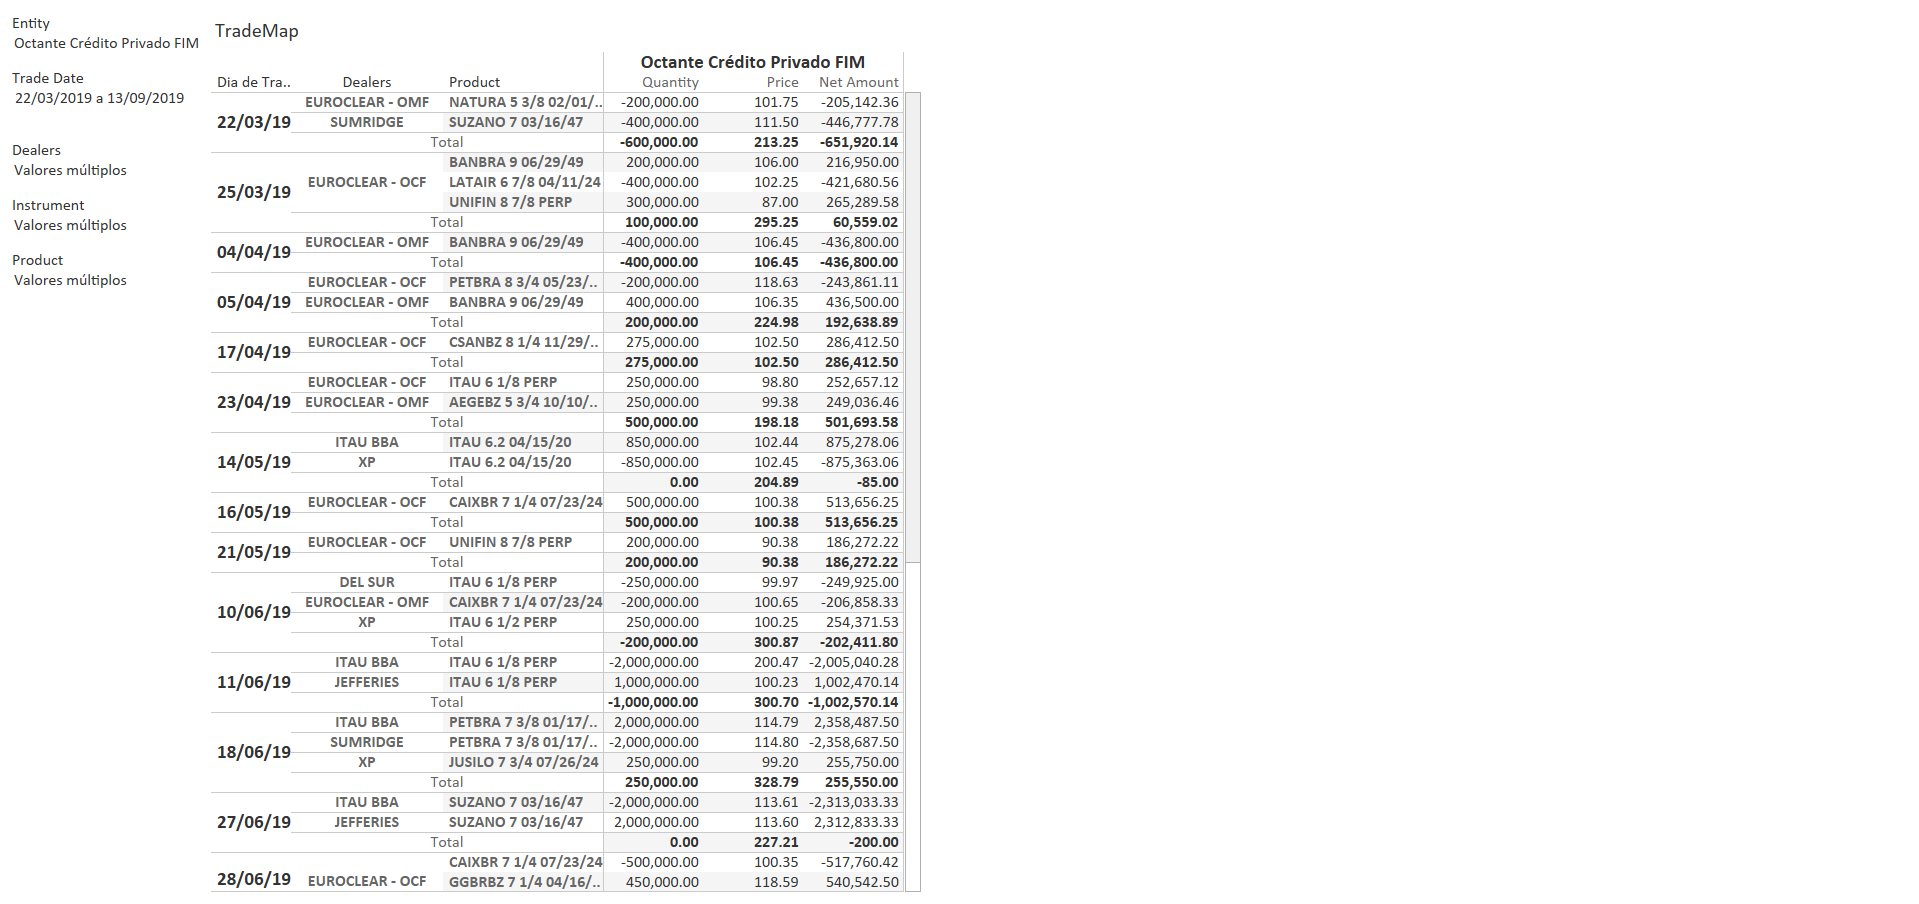 Entity
Octante Crédito Privado FIM
Trade Date
22/03/2019 a 13/09/2019
Dealers
Valores múltiplos
Instrument
Valores múltiplos
Product
Valores múltiplos
TradeMap
Octante Crédito Privado FIM
Dia de Tra.. Dealers Product Quantity Price Net Amount
22/03/19 EUROCLEAR - OMF NATURA 5 3/8 02/01/.. -200,000.00 101.75 -205,142.36
SUMRIDGE SUZANO 7 03/16/47 -400,000.00 111.50 -446,777.78
Total -600,000.00 213.25 -651,920.14
25/03/19 EUROCLEAR - OCF BANBRA 9 06/29/49 200,000.00 106.00 216,950.00
LATAIR 6 7/8 04/11/24 -400,000.00 102.25 -421,680.56
UNIFIN 8 7/8 PERP 300,000.00 87.00 265,289.58
Total 100,000.00 295.25 60,559.02
04/04/19 EUROCLEAR - OMF BANBRA 9 06/29/49 -400,000.00 106.45 -436,800.00
Total -400,000.00 106.45 -436,800.00
05/04/19 EUROCLEAR - OCF PETBRA 8 3/4 05/23/.. -200,000.00 118.63 -243,861.11
EUROCLEAR - OMF BANBRA 9 06/29/49 400,000.00 106.35 436,500.00
Total 200,000.00 224.98 192,638.89
17/04/19 EUROCLEAR - OCF CSANBZ 8 1/4 11/29/.. 275,000.00 102.50 286,412.50
Total 275,000.00 102.50 286,412.50
23/04/19 EUROCLEAR - OCF ITAU 6 1/8 PERP 250,000.00 98.80 252,657.12
EUROCLEAR - OMF AEGEBZ 5 3/4 10/10/.. 250,000.00 99.38 249,036.46
Total 500,000.00 198.18 501,693.58
14/05/19 ITAU BBA ITAU 6.2 04/15/20 850,000.00 102.44 875,278.06
XP ITAU 6.2 04/15/20 -850,000.00 102.45 -875,363.06
Total 0.00 204.89 -85.00
16/05/19 EUROCLEAR - OCF CAIXBR 7 1/4 07/23/24 500,000.00 100.38 513,656.25
Total 500,000.00 100.38 513,656.25
21/05/19 EUROCLEAR - OCF UNIFIN 8 7/8 PERP 200,000.00 90.38 186,272.22
Total 200,000.00 90.38 186,272.22
10/06/19 DEL SUR ITAU 6 1/8 PERP -250,000.00 99.97 -249,925.00
EUROCLEAR - OMF CAIXBR 7 1/4 07/23/24 -200,000.00 100.65 -206,858.33
XP ITAU 6 1/2 PERP 250,000.00 100.25 254,371.53
Total -200,000.00 300.87 -202,411.80
11/06/19 ITAU BBA ITAU 6 1/8 PERP -2,000,000.00 200.47 -2,005,040.28
JEFFERIES ITAU 6 1/8 PERP 1,000,000.00 100.23 1,002,470.14
Total -1,000,000.00 300.70 -1,002,570.14
18/06/19 ITAU BBA PETBRA 7 3/8 01/17/.. 2,000,000.00 114.79 2,358,487.50
SUMRIDGE PETBRA 7 3/8 01/17/.. -2,000,000.00 114.80 -2,358,687.50
XP JUSILO 7 3/4 07/26/24 250,000.00 99.20 255,750.00
Total 250,000.00 328.79 255,550.00
27/06/19 ITAU BBA SUZANO 7 03/16/47 -2,000,000.00 113.61 -2,313,033.33
JEFFERIES SUZANO 7 03/16/47 2,000,000.00 113.60 2,312,833.33
Total 0.00 227.21 -200.00
28/06/19 EUROCLEAR - OCF CAIXBR 7 1/4 07/23/24 -500,000.00 100.35 -517,760.42
GGBRBZ 7 1/4 04/16/.. 450,000.00 118.59 540,542.50